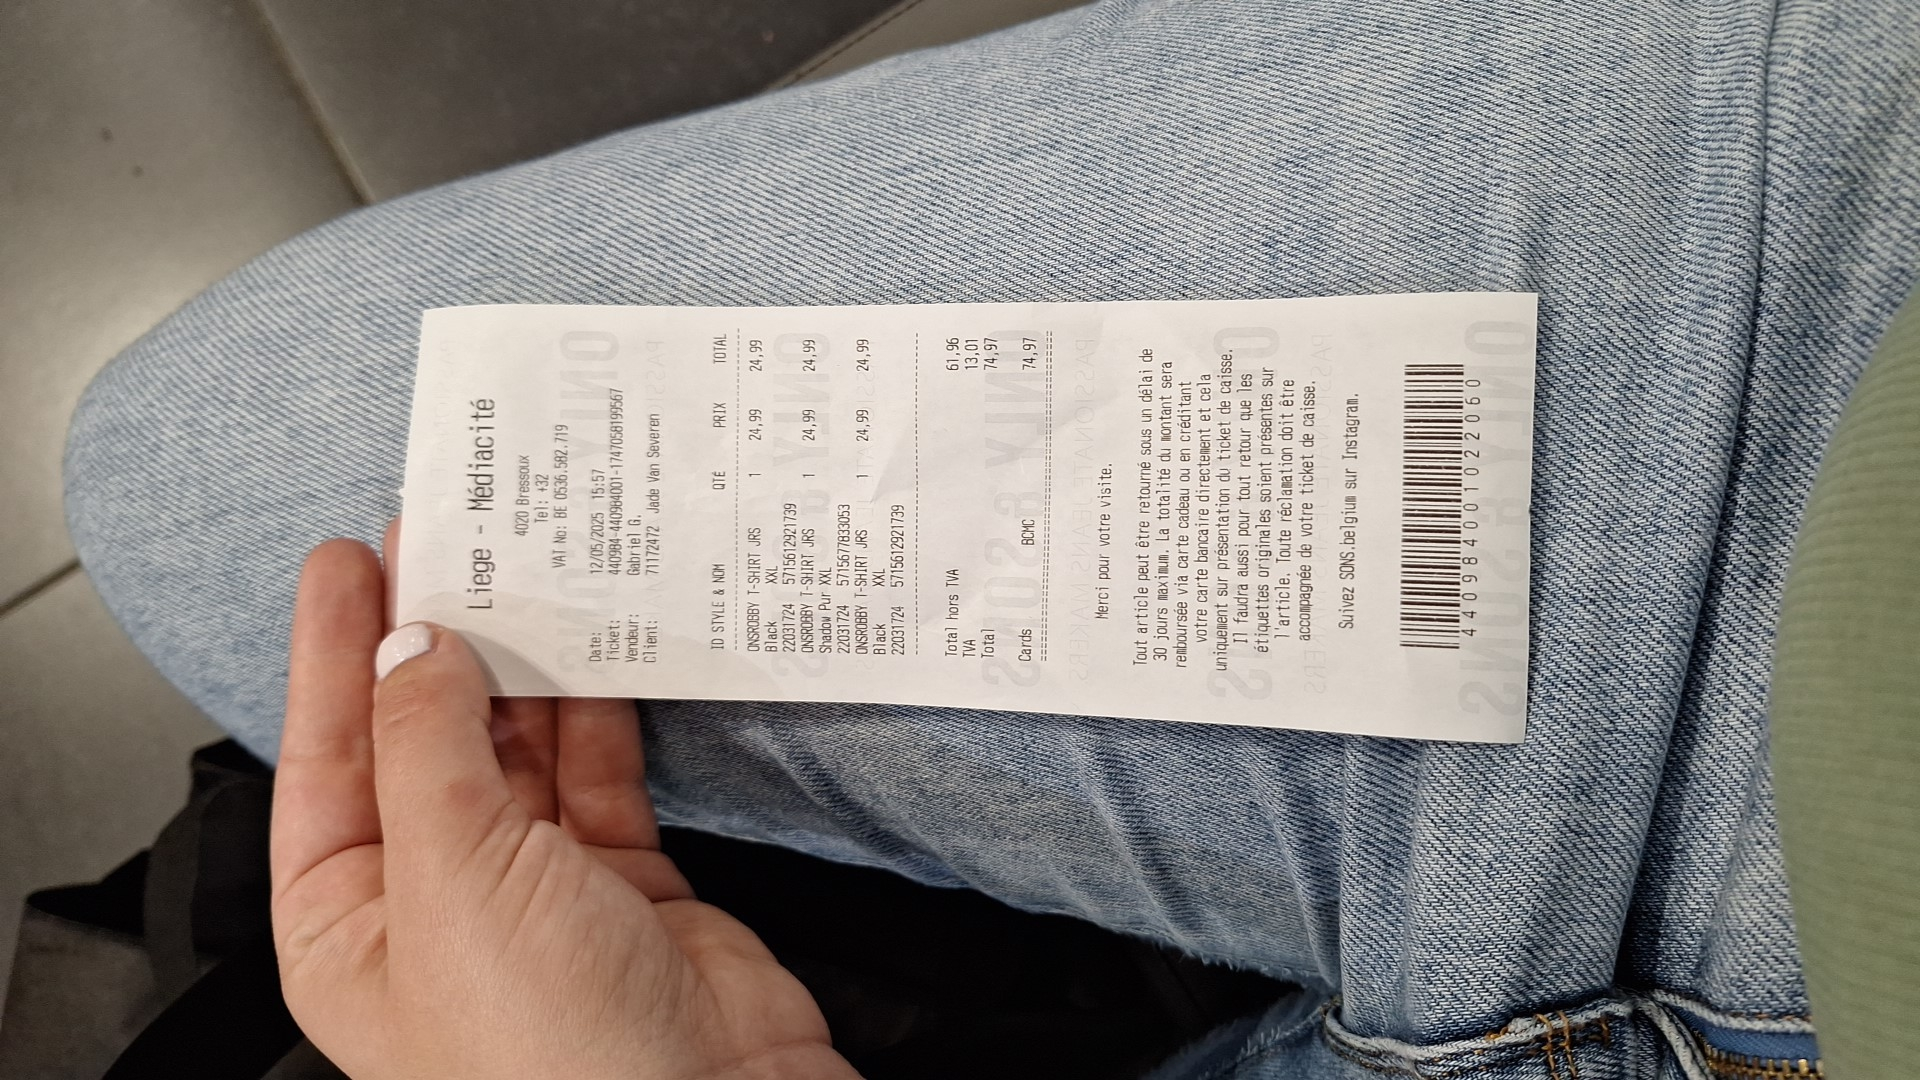 Liege - Médiacité
4020 Bressoux
Tel: +32
VAT No: BE 0536.582.719
Date: 12/05/2025 15:57
Ticket: 440984-4409840001-1747058199567
Vendeur: Gabriel G.
Client: 71172472 Jade Van Severen
ID STYLE & NOM QTÉ PRIX TOTAL
ONSROBBY T-SHIRT JRS 1 24,99 24,99
Black XXL
22031724 5715612921739
ONSROBBY T-SHIRT JRS 1 24,99 24,99
Shadow Pur XXL
22031724 5715677833053
ONSROBBY T-SHIRT JRS 1 24,99 24,99
Black XXL
22031724 5715612921739
Total hors TVA 61,96
TVA 13,01
Total 74,97
Cards BCMC 74,97
Merci pour votre visite.
Tout article peut être retourné sous un délai de
30 jours maximum. La totalité du montant sera
remboursée via carte cadeau ou en créditant
votre carte bancaire directement et cela
uniquement sur présentation du ticket de caisse.
Il faudra aussi pour tout retour que les
étiquettes originales soient présentes sur
l'article. Toute réclamation doit être
accompagnée de votre ticket de caisse.
Suivez SONS.belgium sur Instagram.
440984001022060